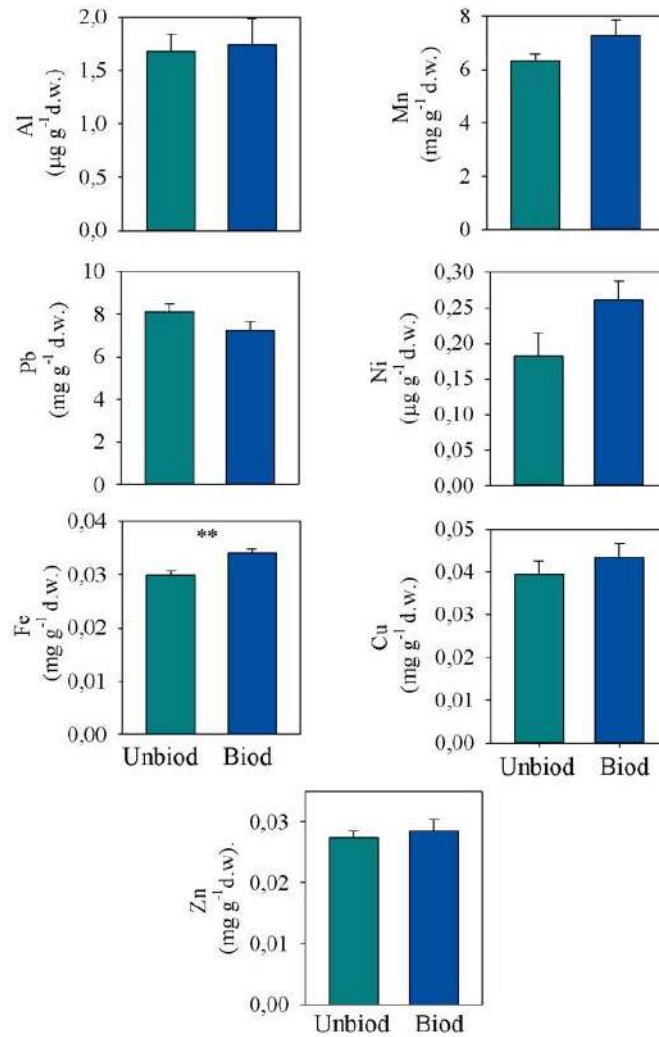 2,0
1,5
1,0
0,5
0,0
Al
(µg g⁻¹ d.w.)
8
6
4
2
0
Mn
(mg g⁻¹ d.w.)
10
8
6
4
2
0
Pb
(mg g⁻¹ d.w.)
0,30
0,25
0,20
0,15
0,10
0,05
0,00
Ni
(µg g⁻¹ d.w.)
0,04
0,03
0,02
0,01
0,00
Fe
(mg g⁻¹ d.w.)
**
Unbiod Biod
0,05
0,04
0,03
0,02
0,01
0,00
Cu
(mg g⁻¹ d.w.)
Unbiod Biod
0,03
0,02
0,01
0,00
Zn
(mg g⁻¹ d.w).
Unbiod Biod